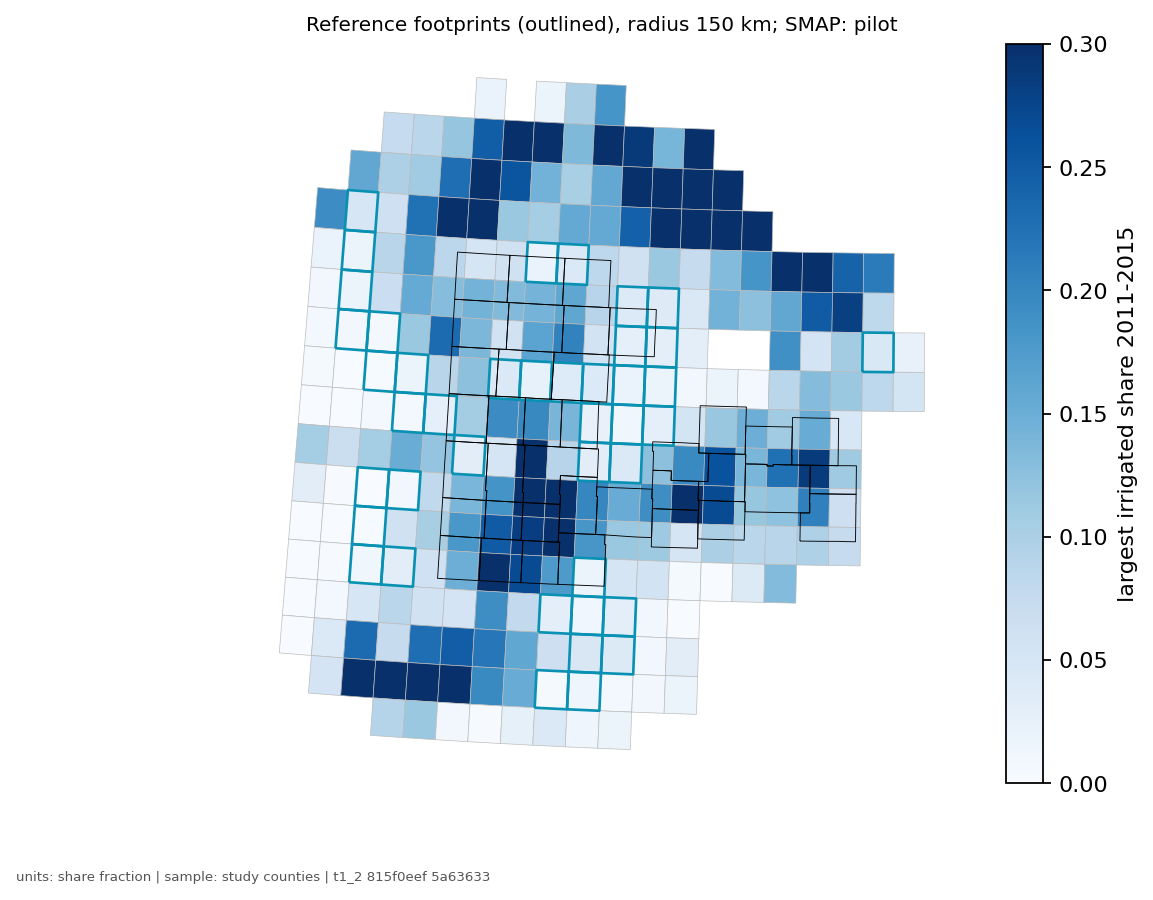 Reference footprints (outlined), radius 150 km; SMAP: pilot
0.30
0.25
0.20
0.15
0.10
0.05
0.00
largest irrigated share 2011-2015
units: share fraction | sample: study counties | t1_2 815f0eef 5a63633